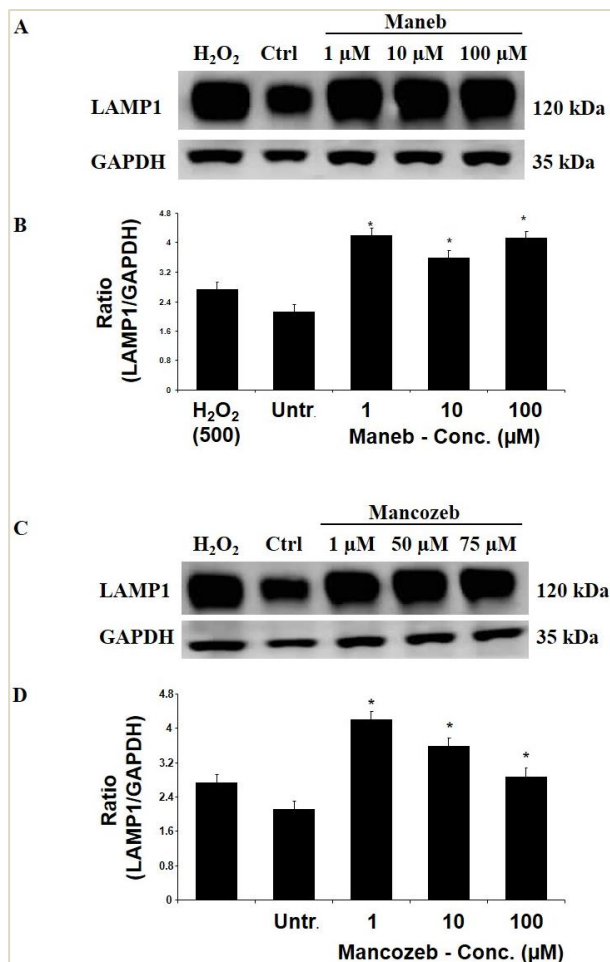 A
Maneb
H₂O₂ Ctrl 1 µM 10 µM 100 µM
LAMP1 120 kDa
GAPDH 35 kDa
B
Ratio
(LAMP1/GAPDH)
4.8
4
3.2
2.4
1.6
0.8
0
* * *
H₂O₂ Untr. 1 10 100
(500) Maneb - Conc. (µM)
C
Mancozeb
H₂O₂ Ctrl 1 µM 50 µM 75 µM
LAMP1 120 kDa
GAPDH 35 kDa
D
Ratio
(LAMP1/GAPDH)
4.8
4
3.2
2.4
1.6
0.8
0
* * *
Untr. 1 10 100
Mancozeb - Conc. (µM)